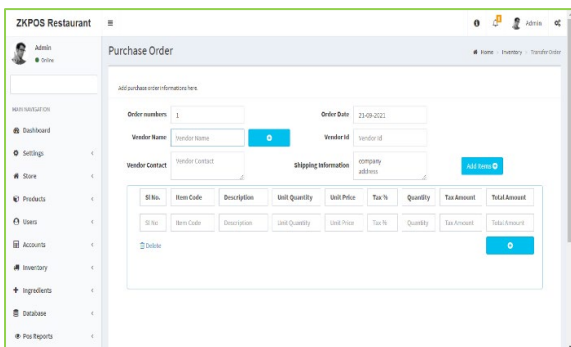 ZKPOS Restaurant
Admin
Admin
Online
Purchase Order
Home
Inventory
Transfer Order
Add purchase order informations here.
MAIN NAVIGATION
Dashboard
Settings
Store
Products
Users
Accounts
Inventory
Ingredients
Database
Pos Reports
Order numbers 1 Order Date 23-09-2021
Vendor Name Vendor Name Vendor Id Vendor Id
Vendor Contact Vendor Contact Shipping Information company address Add Items
Sl No. Item Code Description Unit Quantity Unit Price Tax % Quantity Tax Amount Total Amount
Sl No Item Code Description Unit Quantity Unit Price Tax % Quantity Tax Amount Total Amount
Delete